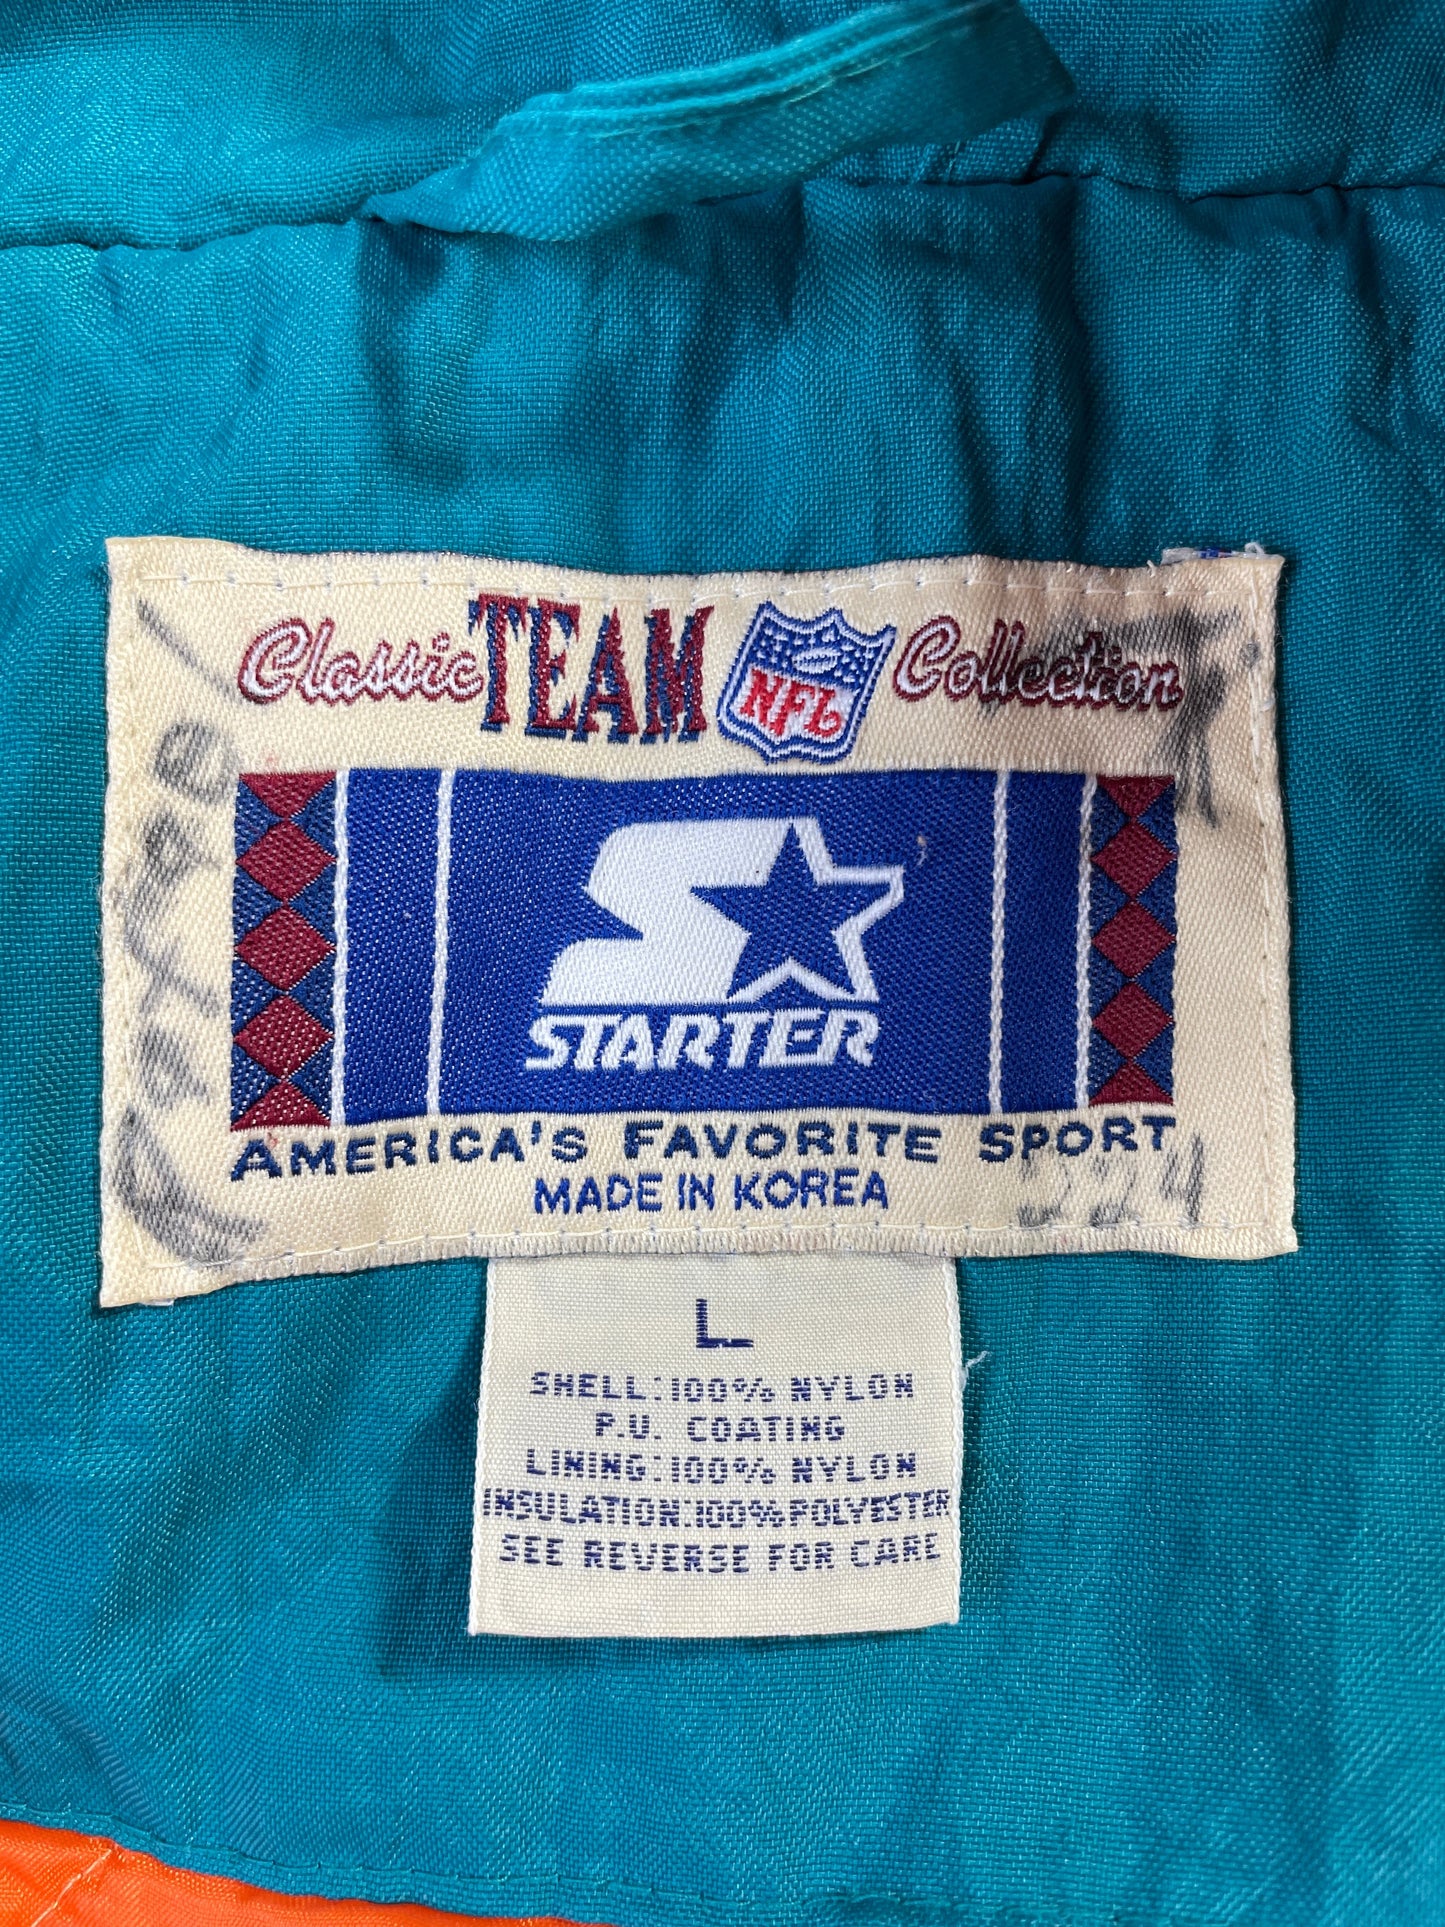 Classic TEAM NFL Collection
STARTER
AMERICA'S FAVORITE SPORT
MADE IN KOREA
224
L
SHELL:100% NYLON
P.U. COATING
LINING:100% NYLON
INSULATION:100%POLYESTER
SEE REVERSE FOR CARE